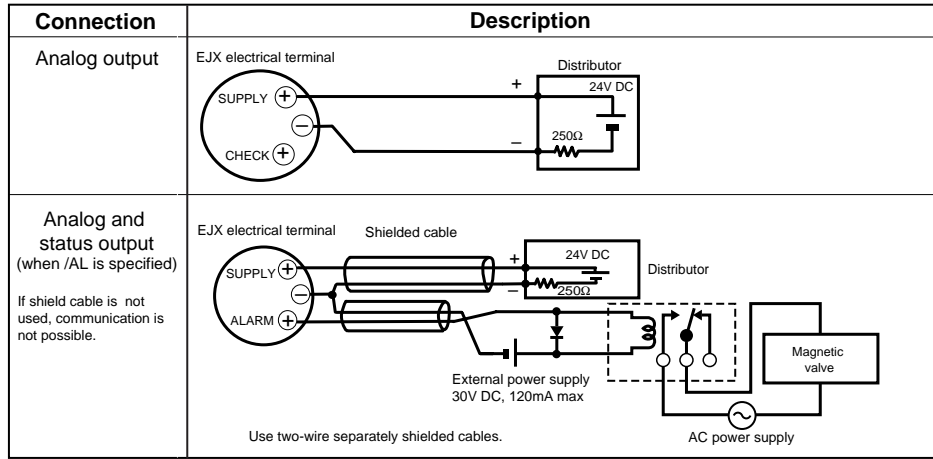 Connection
Description
Analog output
EJX electrical terminal
SUPPLY +
−
CHECK +
+
−
Distributor
24V DC
250Ω
Analog and
status output
(when /AL is specified)
If shield cable is not
used, communication is
not possible.
EJX electrical terminal
Shielded cable
SUPPLY +
−
ALARM +
+
−
24V DC
250Ω
Distributor
External power supply
30V DC, 120mA max
Magnetic
valve
AC power supply
Use two-wire separately shielded cables.